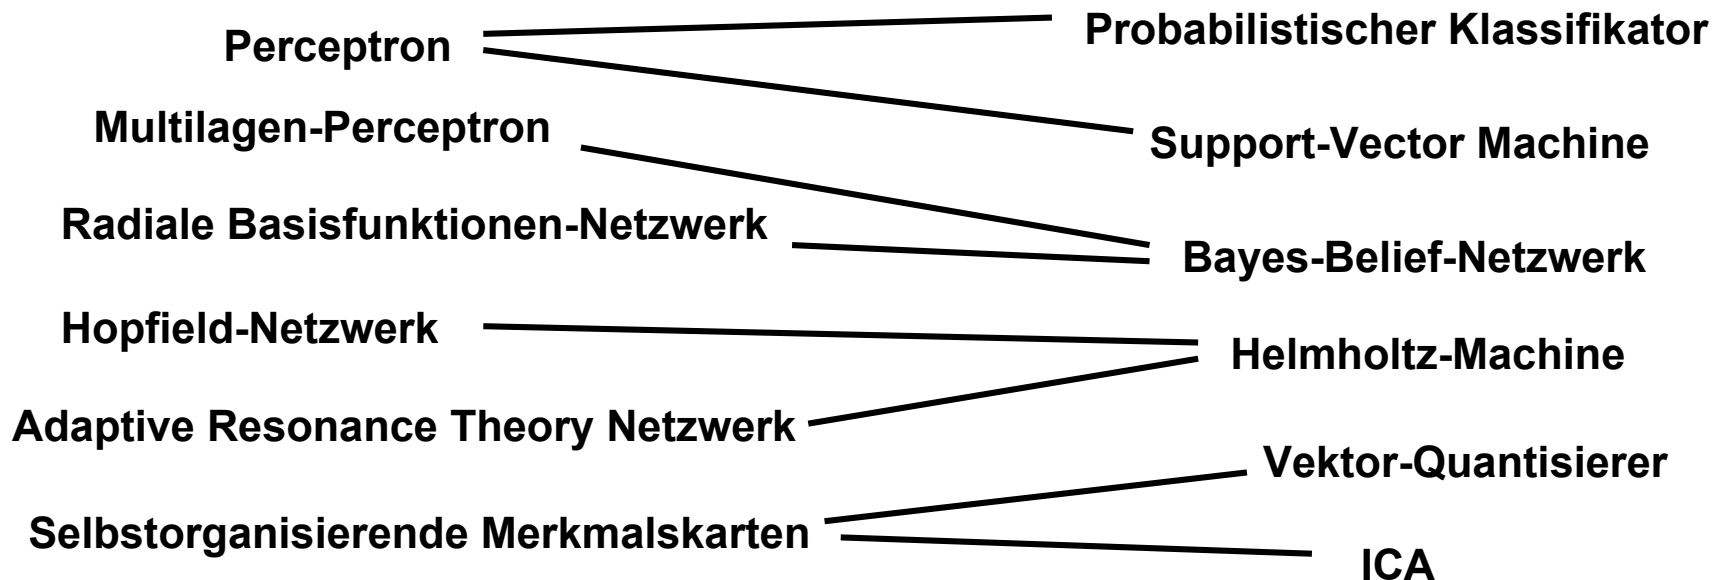 Perceptron
Probabilistischer Klassifikator
Multilagen-Perceptron
Support-Vector Machine
Radiale Basisfunktionen-Netzwerk
Bayes-Belief-Netzwerk
Hopfield-Netzwerk
Helmholtz-Machine
Adaptive Resonance Theory Netzwerk
Vektor-Quantisierer
Selbstorganisierende Merkmalskarten
ICA